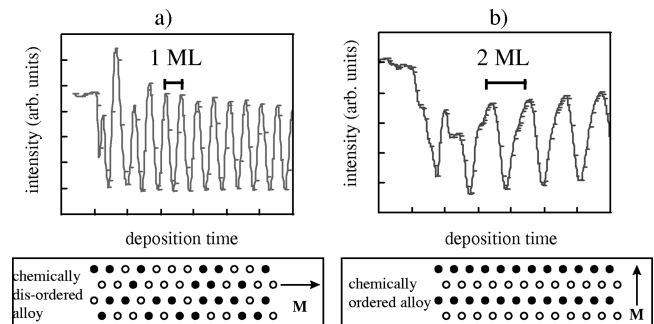 a)
1 ML
intensity (arb. units)
deposition time
chemically
dis-ordered
alloy
M
b)
2 ML
intensity (arb. units)
deposition time
chemically
ordered alloy
M